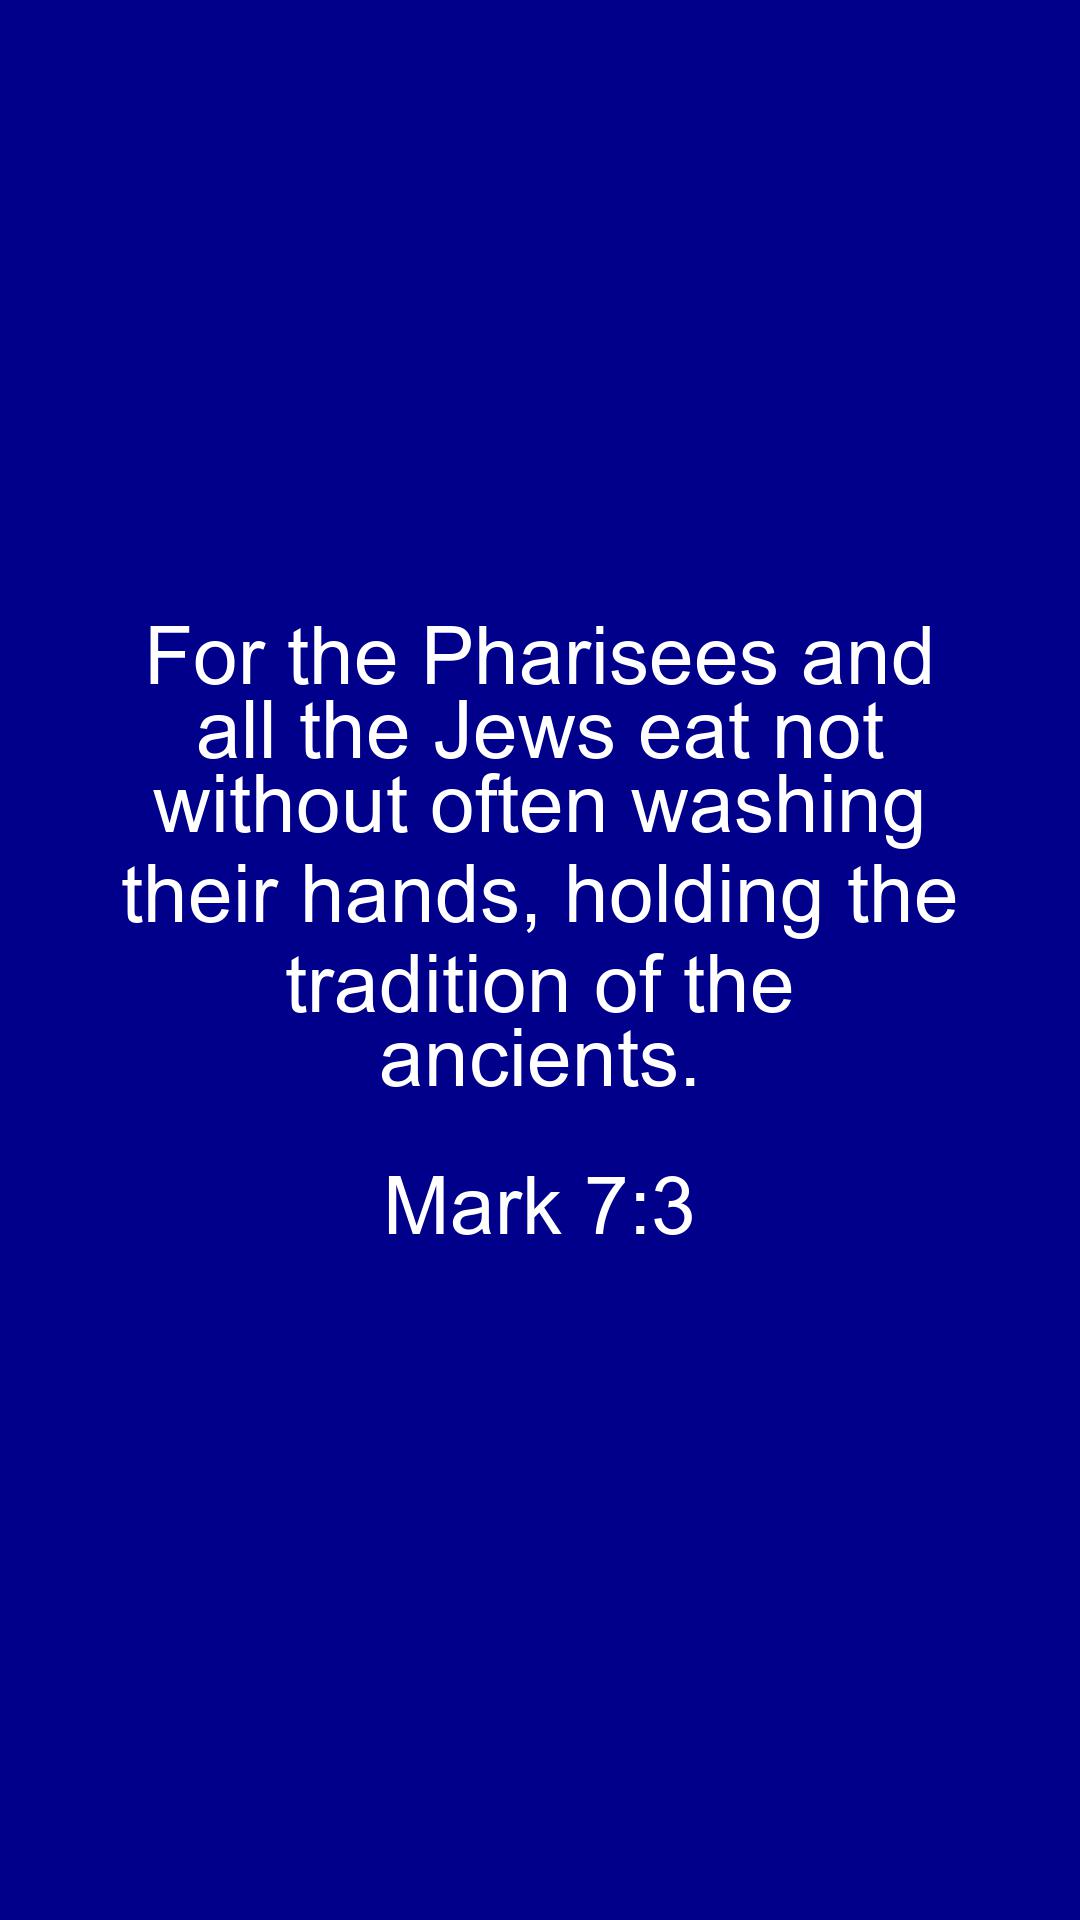 For the Pharisees and
all the Jews eat not
without often washing
their hands, holding the
tradition of the
ancients.
Mark 7:3